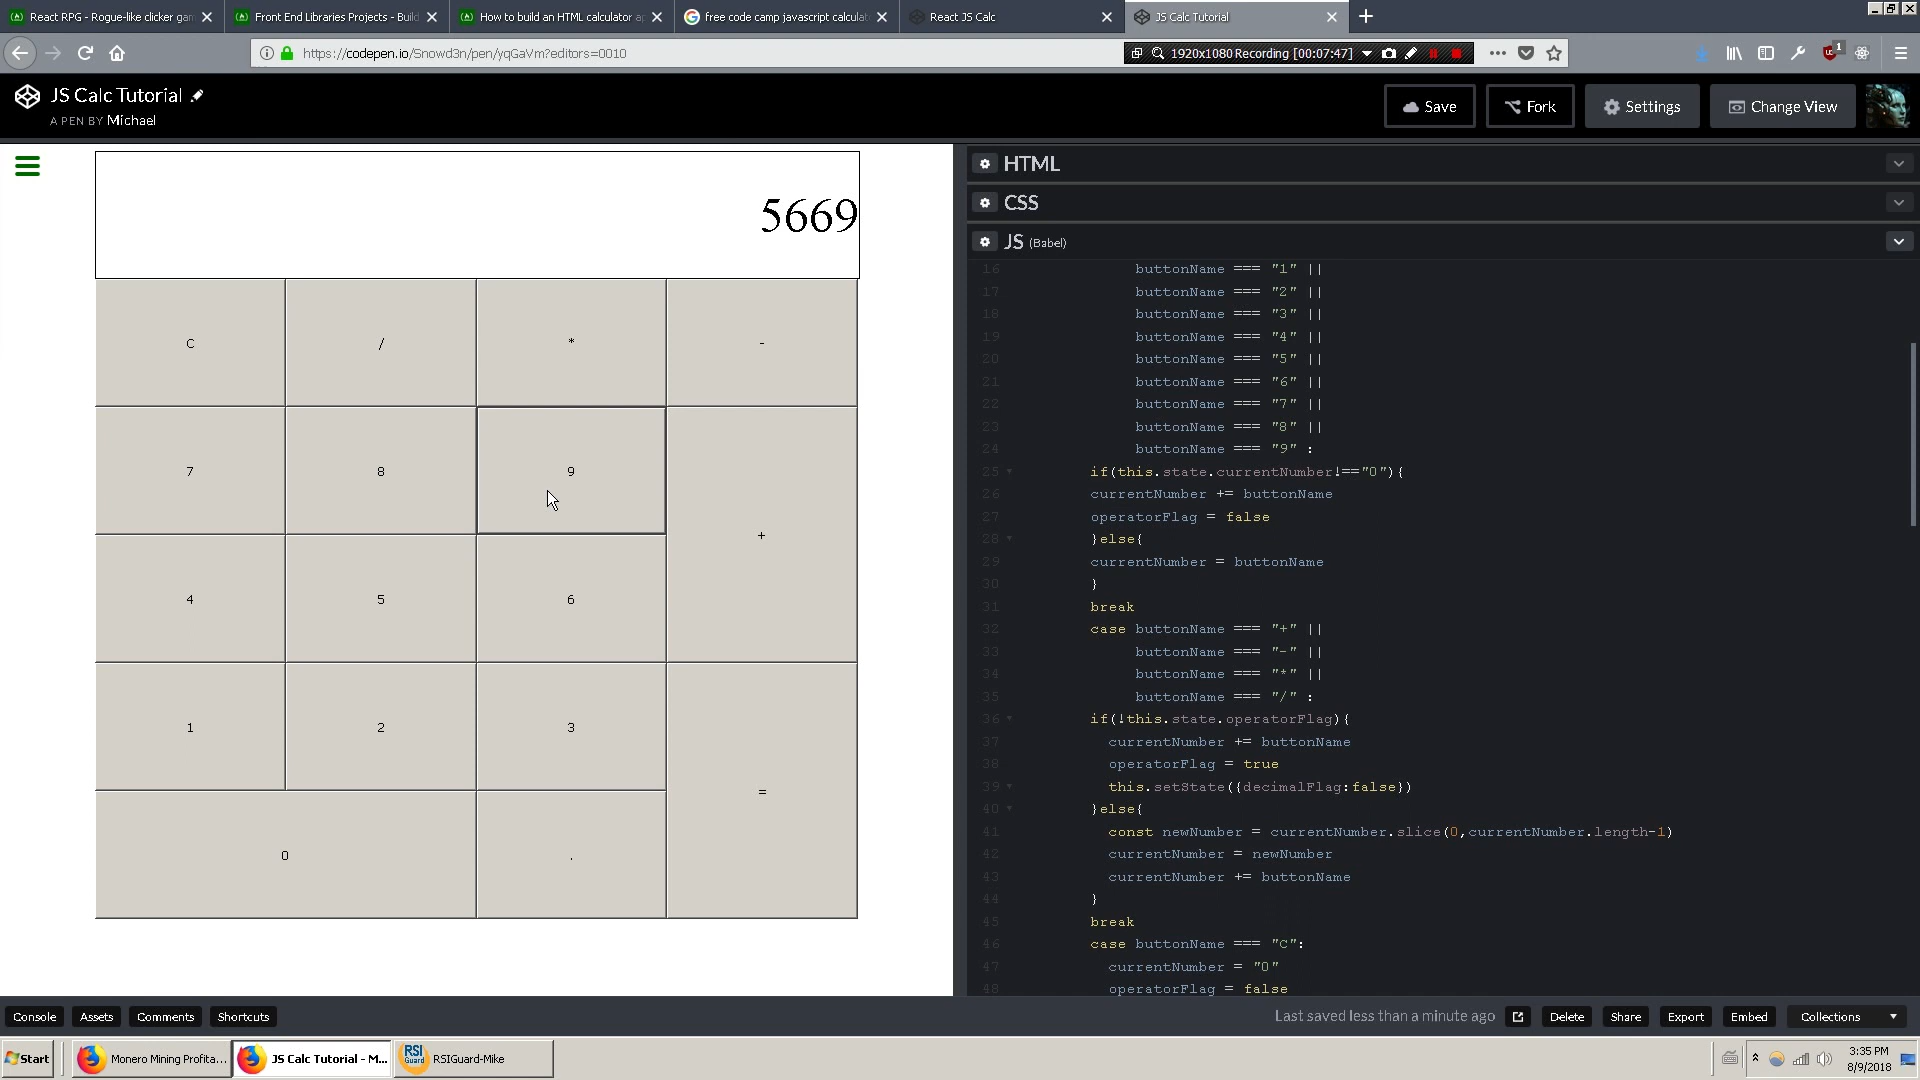 React RPG - Rogue-like clicker gam
Front End Libraries Projects - Build
How to build an HTML calculator ap
free code camp javascript calculat
React JS Calc
JS Calc Tutorial
https://codepen.io/Snowd3n/pen/yqGaVm?editors=0010
1920x1080 Recording [00:07:47]
1
JS Calc Tutorial
A PEN BY Michael
Save
Fork
Settings
Change View
5669
C
/
*
-
7
8
9
+
4
5
6
1
2
3
=
0
.
HTML
CSS
JS (Babel)
16 buttonName === "1" ||
17 buttonName === "2" ||
18 buttonName === "3" ||
19 buttonName === "4" ||
20 buttonName === "5" ||
21 buttonName === "6" ||
22 buttonName === "7" ||
23 buttonName === "8" ||
24 buttonName === "9" :
25 if(this.state.currentNumber!=="0"){
26 currentNumber += buttonName
27 operatorFlag = false
28 }else{
29 currentNumber = buttonName
30 }
31 break
32 case buttonName === "+" ||
33 buttonName === "-" ||
34 buttonName === "*" ||
35 buttonName === "/" :
36 if(!this.state.operatorFlag){
37 currentNumber += buttonName
38 operatorFlag = true
39 this.setState({decimalFlag:false})
40 }else{
41 const newNumber = currentNumber.slice(0,currentNumber.length-1)
42 currentNumber = newNumber
43 currentNumber += buttonName
44 }
45 break
46 case buttonName === "C":
47 currentNumber = "0"
48 operatorFlag = false
Console
Assets
Comments
Shortcuts
Last saved less than a minute ago
Delete
Share
Export
Embed
Collections
Start
Monero Mining Profita...
JS Calc Tutorial - M...
RSI Guard
RSIGuard-Mike
3:35 PM
8/9/2018